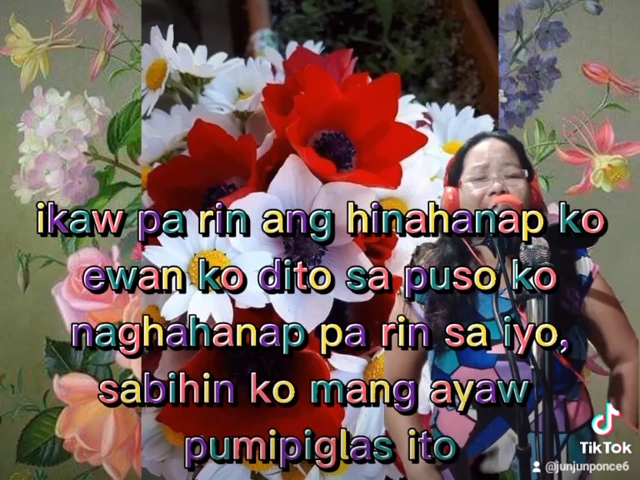 ikaw pa rin ang hinahanap ko
ewan ko dito sa puso ko
naghahanap pa rin sa iyo,
sabihin ko mang ayaw
pumipiglas ito
TikTok
@junjunponce6